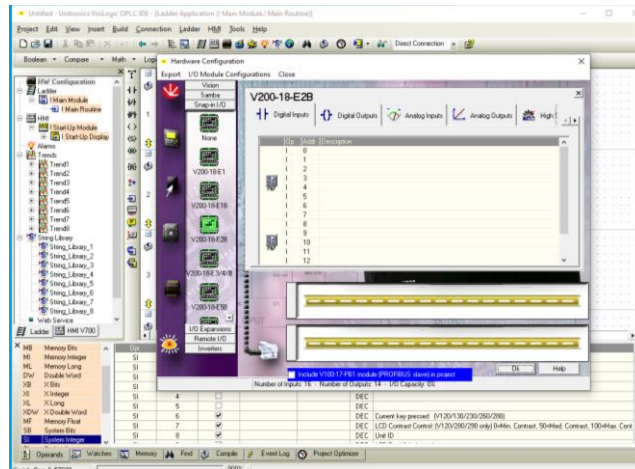 Untitled - Unitronics VisiLogic OPLC IDE - [Ladder Application (! Main Module:! Main Routine)]
Project Edit View Insert Build Connection Ladder Tools Help
Direct Connection
Boolean Compare Math
Hardware Configuration
Export I/O Module Configurations Close
HW Configuration
Ladder
! Main Module
! Main Routine
HMI
! Start-Up Module
! Start-Up Display
Alarms
Trends
Trend1
Trend2
Trend3
Trend4
Trend5
Trend6
Trend7
Trend8
String Library
String_Library_1
String_Library_2
String_Library_3
String_Library_4
String_Library_5
String_Library_6
String_Library_7
String_Library_8
Web Service
Ladder HMI V700
1
2
3
Vision
Samba
Snap-in I/O
None
V200-18-E1
V200-18-E1B
V200-18-E2B
V200-18-E3/4XB
V200-18-E5B
I/O Expansions
Remote I/O
Inverters
V200-18-E2B
Digital Inputs Digital Outputs Analog Inputs Analog Outputs High
Op Addr Description
I 0
I 1
I 2
I 3
I 4
I 5
I 6
I 7
I 8
I 9
I 10
I 11
I 12
Include V100-17-PB1 module (PROFIBUS slave) in project
Ok Help
Number of Inputs: 16 - Number of Outputs: 14 - I/O Capacity: 6%
MB Memory Bits
MI Memory Integer
ML Memory Long
DW Double Word
XB X Bits
XI X Integer
XL X Long
XDW X Double Word
MF Memory Float
SB System Bits
SI System Integer
SI 4 DEC
SI 5 DEC
SI 6 DEC Current key pressed (V120/130/230/260/280)
SI 7 DEC LCD Contrast Control (V120/280/290 only) 0=Min. Contrast, 50=Med. Contrast, 100=Max. Cont
SI 8 DEC Unit ID
Operands Watches Memory Find Compile Event Log Project Optimizer